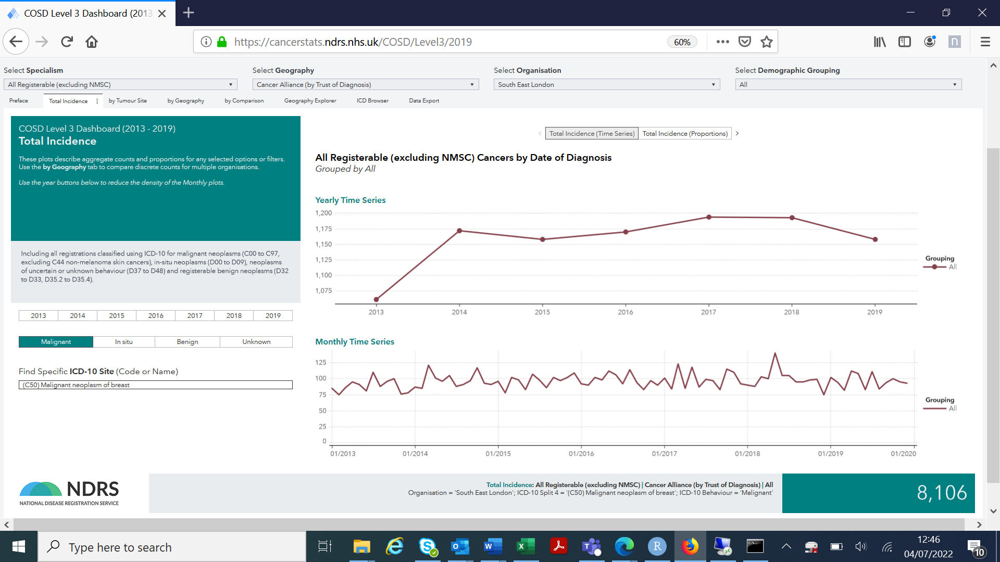 COSD Level 3 Dashboard (2013
https://cancerstats.ndrs.nhs.uk/COSD/Level3/2019
60%
n
Select Specialism
Select Geography
Select Organisation
Select Demographic Grouping
All Registerable (excluding NMSC)
Cancer Alliance (by Trust of Diagnosis)
South East London
All
Preface
Total Incidence
by Tumour Site
by Geography
by Comparison
Geography Explorer
ICD Browser
Data Export
COSD Level 3 Dashboard (2013 - 2019)
Total Incidence
These plots describe aggregate counts and proportions for any selected options or filters.
Use the by Geography tab to compare discrete counts for multiple organisations.
Use the year buttons below to reduce the density of the Monthly plots.
Including all registrations classified using ICD-10 for malignant neoplasms (C00 to C97,
excluding C44 non-melanoma skin cancers), in-situ neoplasms (D00 to D09), neoplasms
of uncertain or unknown behaviour (D37 to D48) and registerable benign neoplasms (D32
to D33, D35.2 to D35.4).
2013 2014 2015 2016 2017 2018 2019
Malignant In situ Benign Unknown
Find Specific ICD-10 Site (Code or Name)
(C50) Malignant neoplasm of breast
Total Incidence (Time Series)
Total Incidence (Proportions)
All Registerable (excluding NMSC) Cancers by Date of Diagnosis
Grouped by All
Yearly Time Series
1,200
1,175
1,150
1,125
1,100
1,075
2013 2014 2015 2016 2017 2018 2019
Grouping
All
Monthly Time Series
125
100
75
50
25
0
01/2013 01/2014 01/2015 01/2016 01/2017 01/2018 01/2019 01/2020
Grouping
All
NDRS
NATIONAL DISEASE REGISTRATION SERVICE
Total Incidence: All Registerable (excluding NMSC) | Cancer Alliance (by Trust of Diagnosis) | All
Organisation = 'South East London'; ICD-10 Split 4 = '(C50) Malignant neoplasm of breast'; ICD-10 Behaviour = 'Malignant'
8,106
Type here to search
12:46
04/07/2022
10